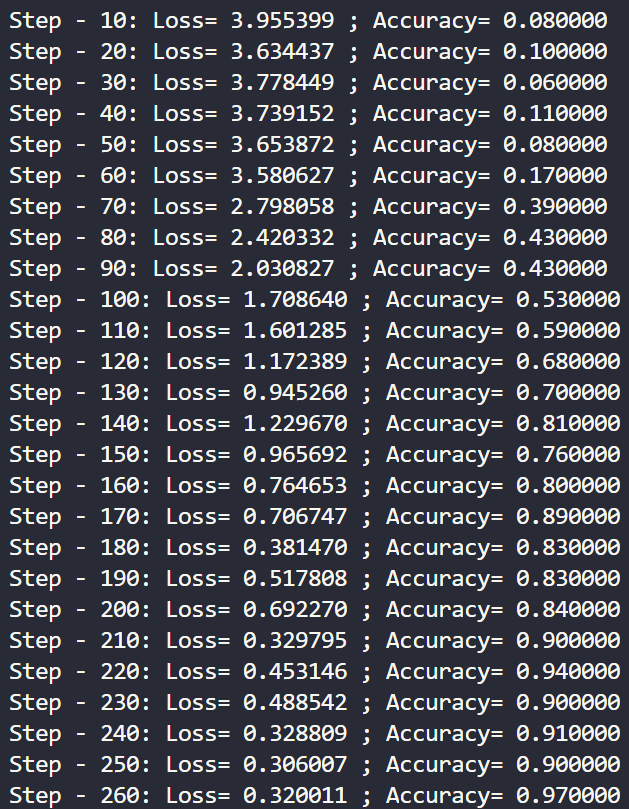 Step - 10: Loss= 3.955399 ; Accuracy= 0.080000
Step - 20: Loss= 3.634437 ; Accuracy= 0.100000
Step - 30: Loss= 3.778449 ; Accuracy= 0.060000
Step - 40: Loss= 3.739152 ; Accuracy= 0.110000
Step - 50: Loss= 3.653872 ; Accuracy= 0.080000
Step - 60: Loss= 3.580627 ; Accuracy= 0.170000
Step - 70: Loss= 2.798058 ; Accuracy= 0.390000
Step - 80: Loss= 2.420332 ; Accuracy= 0.430000
Step - 90: Loss= 2.030827 ; Accuracy= 0.430000
Step - 100: Loss= 1.708640 ; Accuracy= 0.530000
Step - 110: Loss= 1.601285 ; Accuracy= 0.590000
Step - 120: Loss= 1.172389 ; Accuracy= 0.680000
Step - 130: Loss= 0.945260 ; Accuracy= 0.700000
Step - 140: Loss= 1.229670 ; Accuracy= 0.810000
Step - 150: Loss= 0.965692 ; Accuracy= 0.760000
Step - 160: Loss= 0.764653 ; Accuracy= 0.800000
Step - 170: Loss= 0.706747 ; Accuracy= 0.890000
Step - 180: Loss= 0.381470 ; Accuracy= 0.830000
Step - 190: Loss= 0.517808 ; Accuracy= 0.830000
Step - 200: Loss= 0.692270 ; Accuracy= 0.840000
Step - 210: Loss= 0.329795 ; Accuracy= 0.900000
Step - 220: Loss= 0.453146 ; Accuracy= 0.940000
Step - 230: Loss= 0.488542 ; Accuracy= 0.900000
Step - 240: Loss= 0.328809 ; Accuracy= 0.910000
Step - 250: Loss= 0.306007 ; Accuracy= 0.900000
Step - 260: Loss= 0.320011 ; Accuracy= 0.970000